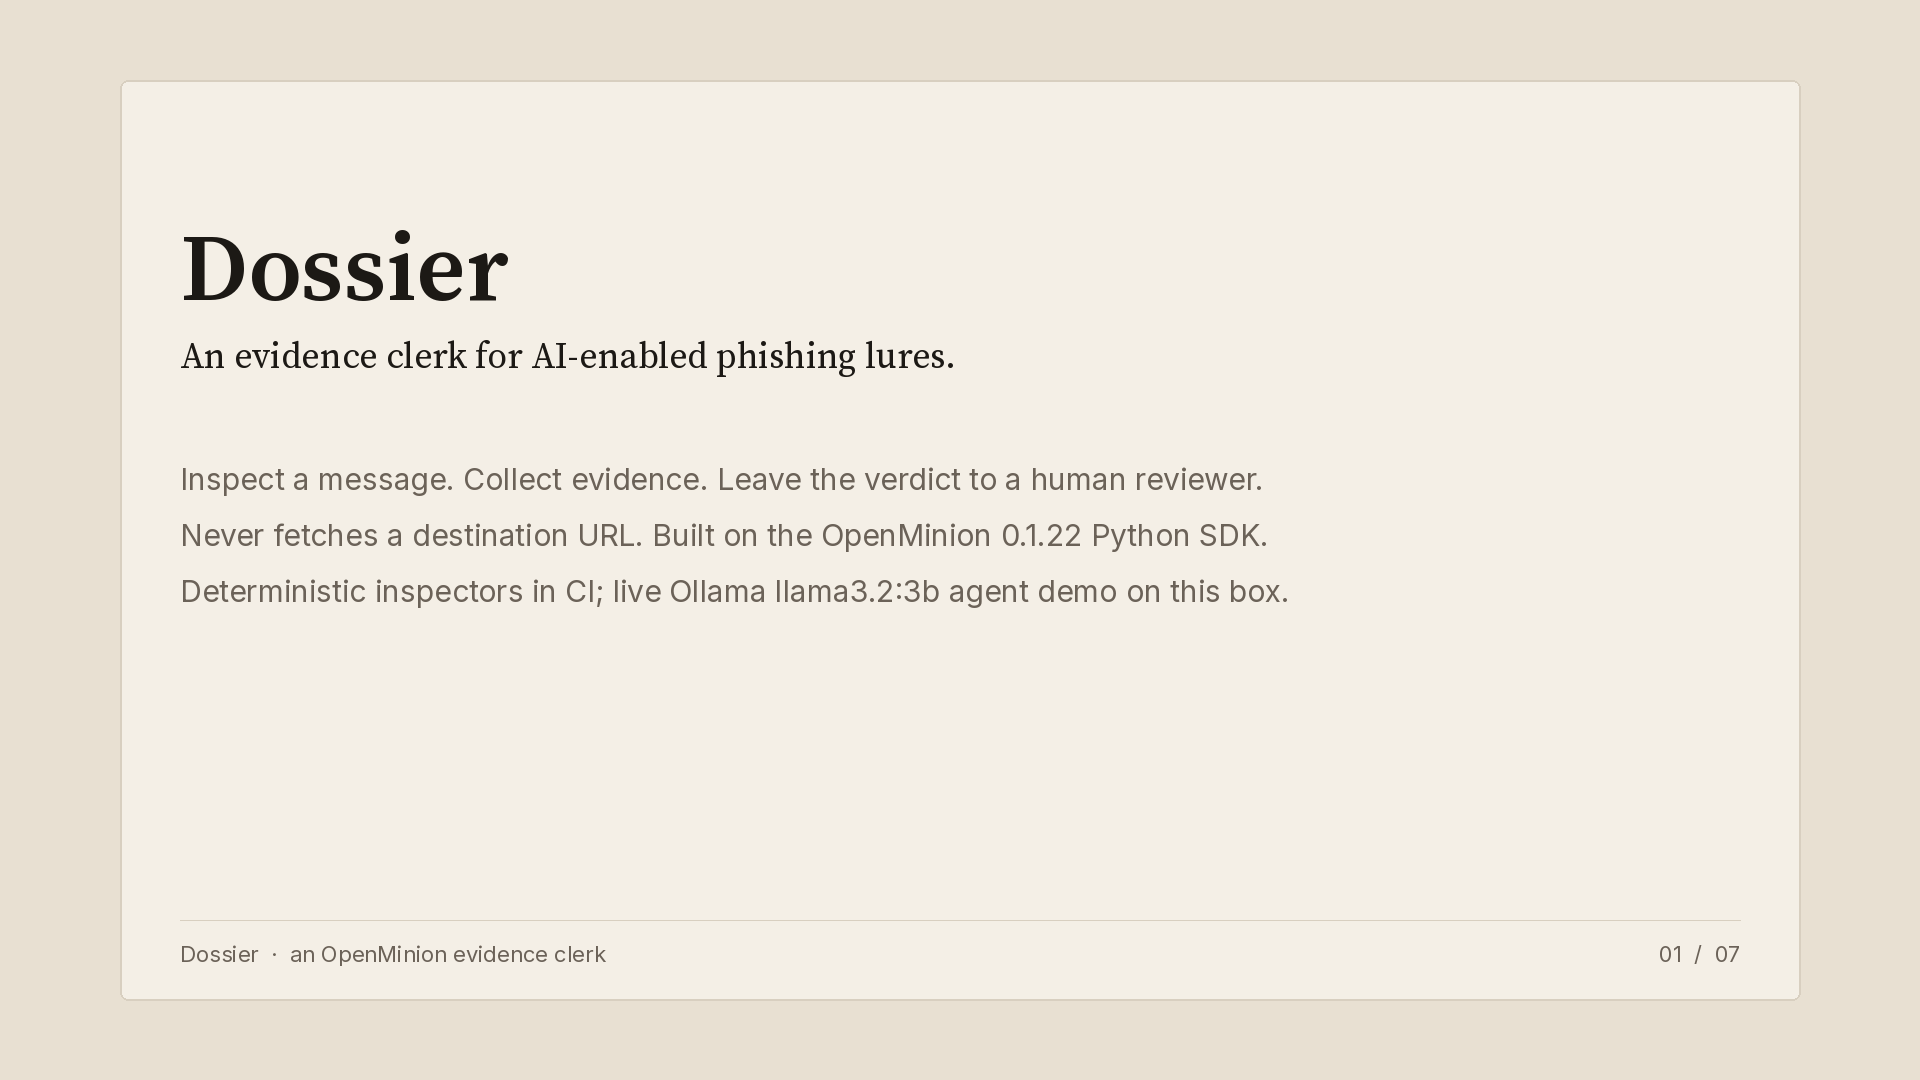 Dossier
An evidence clerk for AI-enabled phishing lures.
Inspect a message. Collect evidence. Leave the verdict to a human reviewer.
Never fetches a destination URL. Built on the OpenMinion 0.1.22 Python SDK.
Deterministic inspectors in CI; live Ollama llama3.2:3b agent demo on this box.
Dossier · an OpenMinion evidence clerk
01 / 07